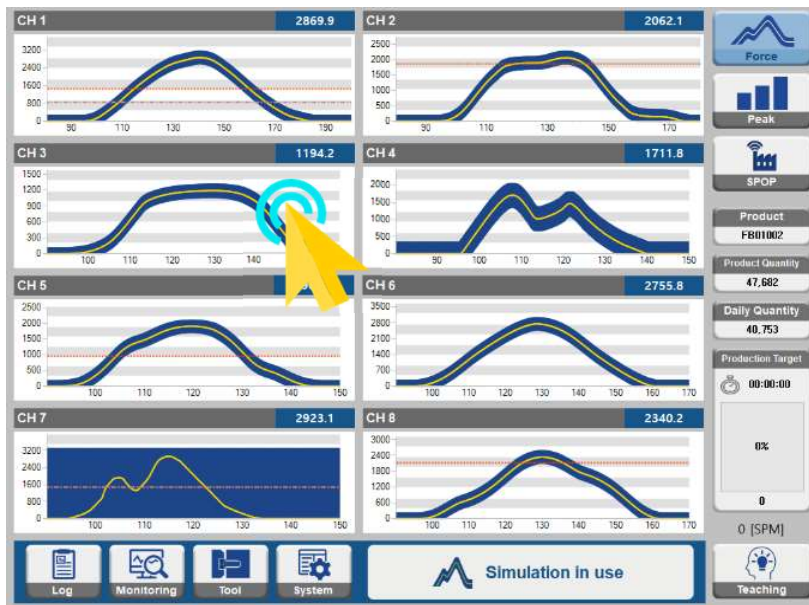 CH 1
2869.9
3200
2400
1600
800
0
90 110 130 150 170 190
CH 2
2062.1
2500
2000
1500
1000
500
0
90 110 130 150 170
CH 3
1194.2
1500
1200
900
600
300
0
100 110 120 130 140
CH 4
1711.8
2000
1500
1000
500
0
90 100 110 120 130 140 150
CH 5
2500
2000
1500
1000
500
0
100 110 120 130 140 150
CH 6
2755.8
3500
2800
2100
1400
700
0
100 110 120 130 140 150 160 170
CH 7
2923.1
3200
2400
1600
800
0
100 110 120 130 140 150
CH 8
2340.2
3000
2400
1800
1200
600
0
100 110 120 130 140 150 160 170
Force
Peak
SPOP
Product
FB01002
Product Quantity
47,682
Daily Quantity
40,753
Production Target
00:00:00
0%
0
0 [SPM]
Log
Monitoring
Tool
System
Simulation in use
Teaching